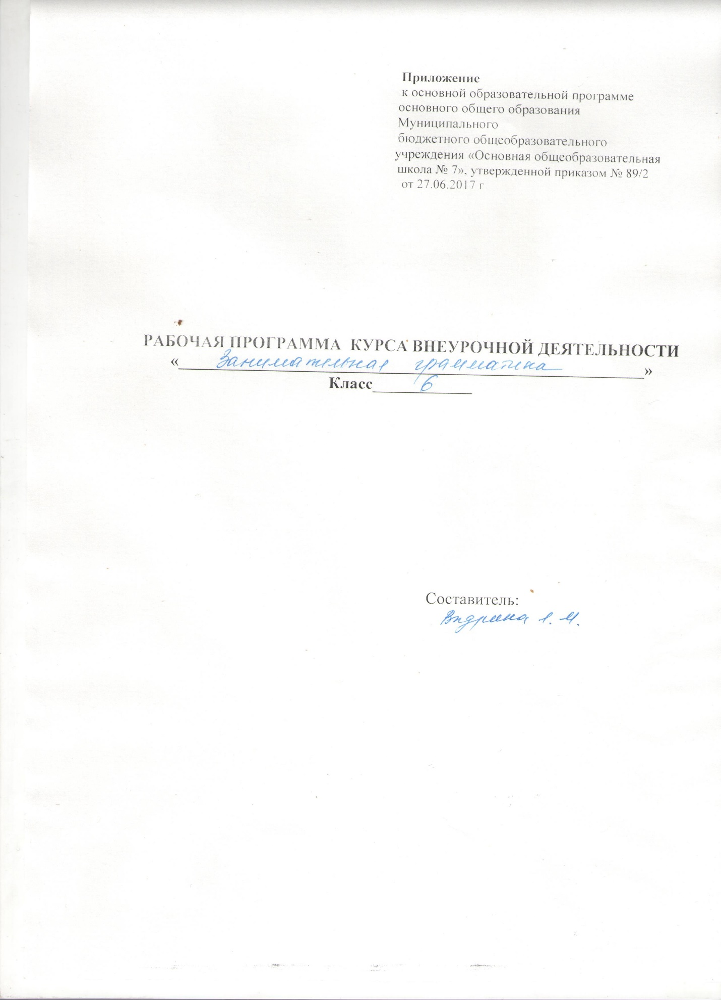 Приложение
к основной образовательной программе
основного общего образования
Муниципального
бюджетного общеобразовательного
учреждения «Основная общеобразовательная
школа № 7», утвержденной приказом № 89/2
от 27.06.2017 г
РАБОЧАЯ ПРОГРАММА КУРСА ВНЕУРОЧНОЙ ДЕЯТЕЛЬНОСТИ
«Занимательная грамматика»
Класс 6
Составитель: